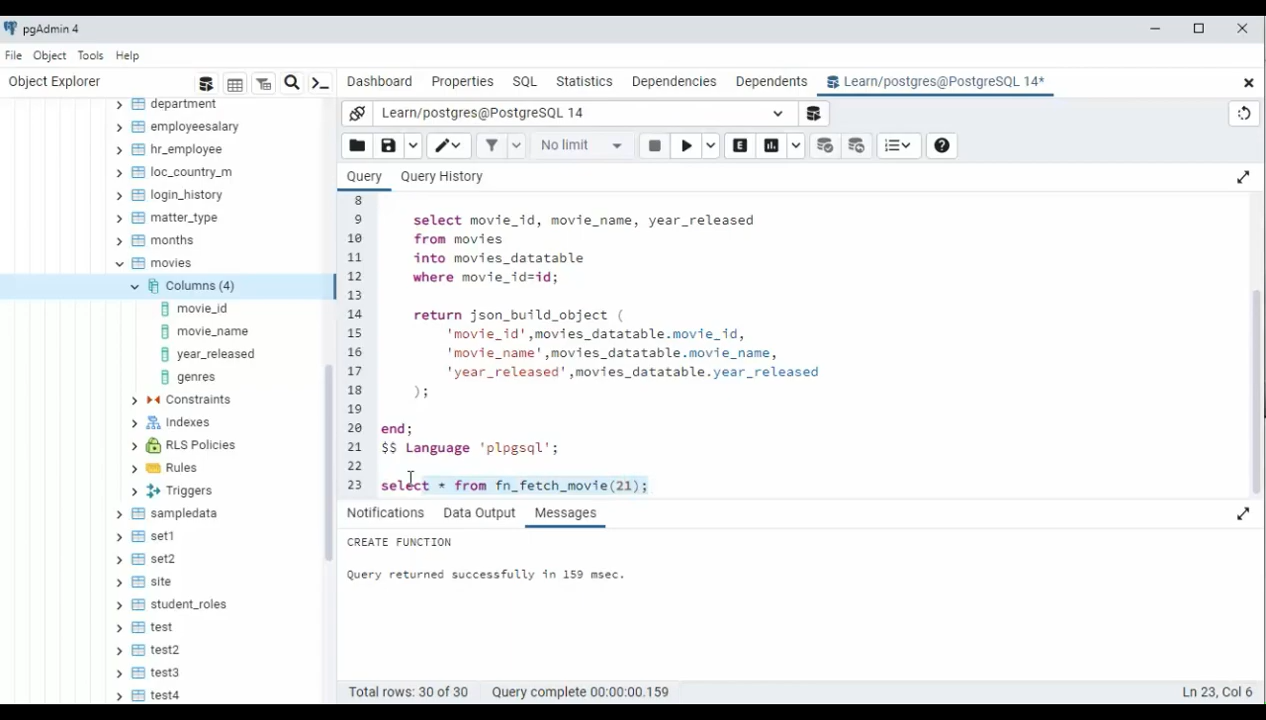 pgAdmin 4
File Object Tools Help
Object Explorer
Dashboard Properties SQL Statistics Dependencies Dependents Learn/postgres@PostgreSQL 14*
Learn/postgres@PostgreSQL 14
No limit
Query Query History
department
employeesalary
hr_employee
loc_country_m
login_history
matter_type
months
movies
Columns (4)
movie_id
movie_name
year_released
genres
Constraints
Indexes
RLS Policies
Rules
Triggers
sampledata
set1
set2
site
student_roles
test
test2
test3
test4
8
9 select movie_id, movie_name, year_released
10 from movies
11 into movies_datatable
12 where movie_id=id;
13
14 return json_build_object (
15 'movie_id',movies_datatable.movie_id,
16 'movie_name',movies_datatable.movie_name,
17 'year_released',movies_datatable.year_released
18 );
19
20 end;
21 $$ Language 'plpgsql';
22
23 select * from fn_fetch_movie(21);
Notifications Data Output Messages
CREATE FUNCTION
Query returned successfully in 159 msec.
Total rows: 30 of 30 Query complete 00:00:00.159 Ln 23, Col 6